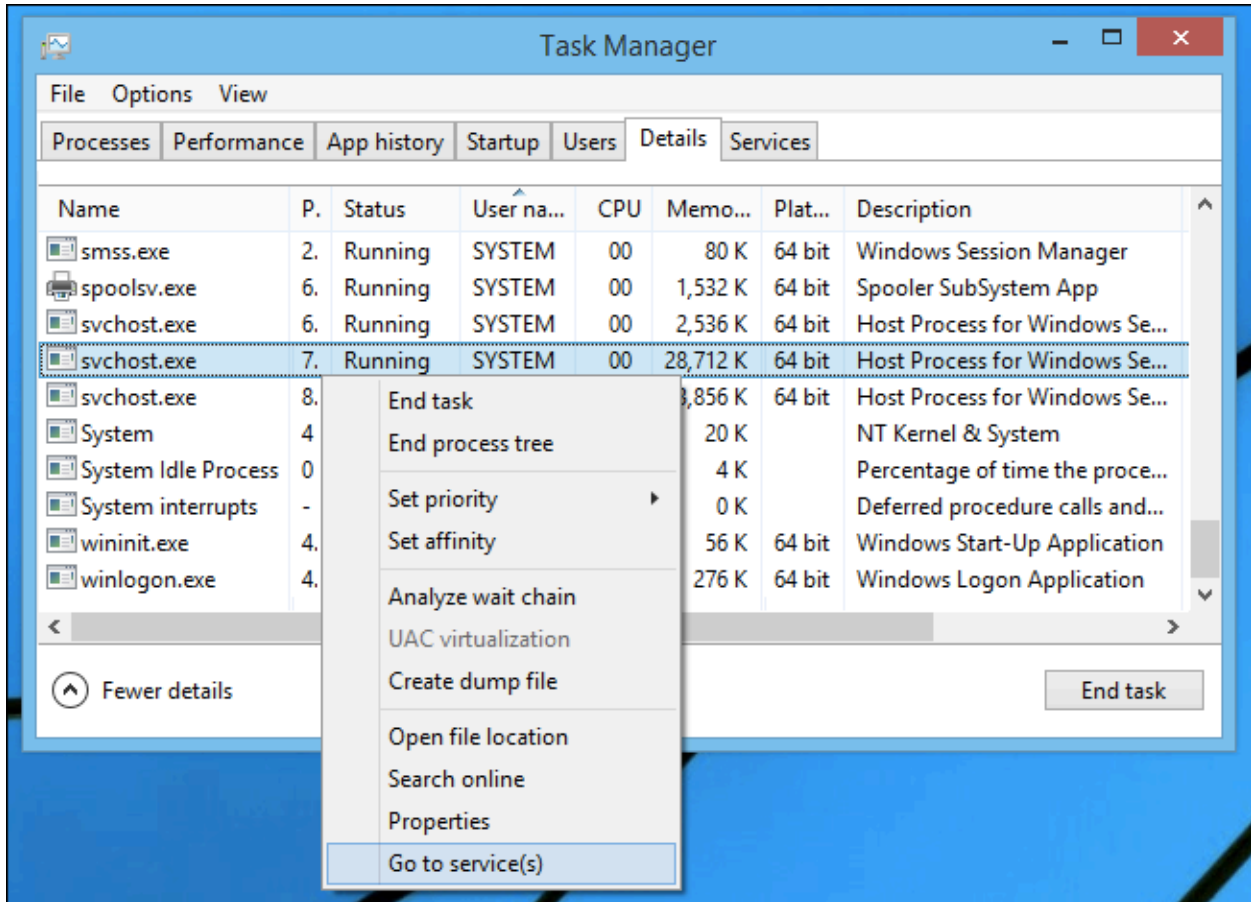 Task Manager
File Options View
Processes Performance App history Startup Users Details Services
Name P. Status User na... CPU Memo... Plat... Description
smss.exe 2. Running SYSTEM 00 80 K 64 bit Windows Session Manager
spoolsv.exe 6. Running SYSTEM 00 1,532 K 64 bit Spooler SubSystem App
svchost.exe 6. Running SYSTEM 00 2,536 K 64 bit Host Process for Windows Se...
svchost.exe 7. Running SYSTEM 00 28,712 K 64 bit Host Process for Windows Se...
svchost.exe 8. ,856 K 64 bit Host Process for Windows Se...
System 4 20 K NT Kernel & System
System Idle Process 0 4 K Percentage of time the proce...
System interrupts - 0 K Deferred procedure calls and...
wininit.exe 4. 56 K 64 bit Windows Start-Up Application
winlogon.exe 4. 276 K 64 bit Windows Logon Application
Fewer details End task
End task
End process tree
Set priority
Set affinity
Analyze wait chain
UAC virtualization
Create dump file
Open file location
Search online
Properties
Go to service(s)